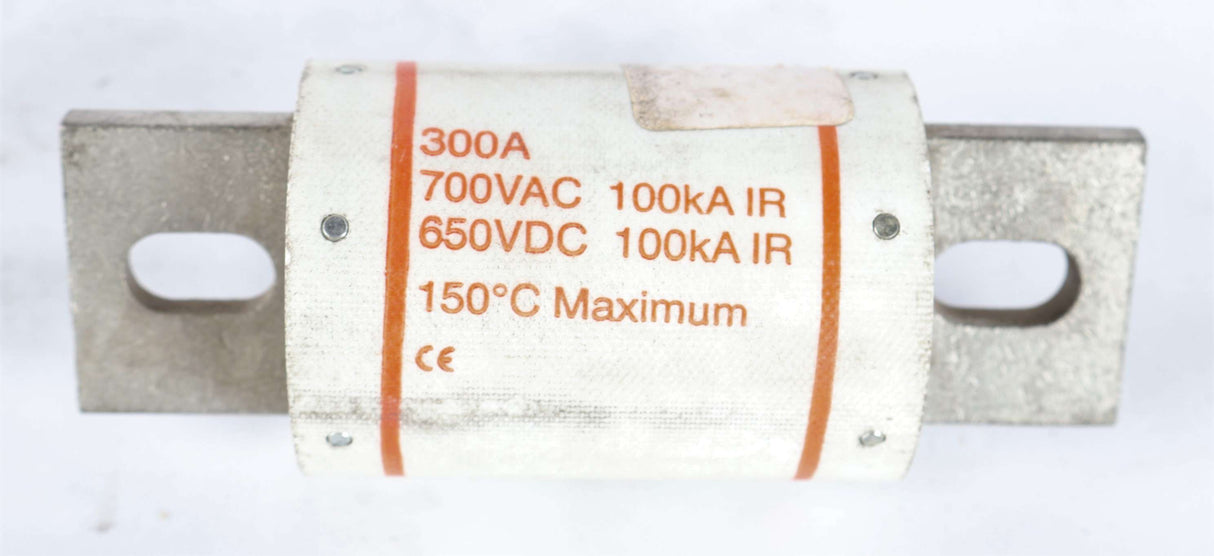 300A
700VAC 100kA IR
650VDC 100kA IR
150°C Maximum
CE